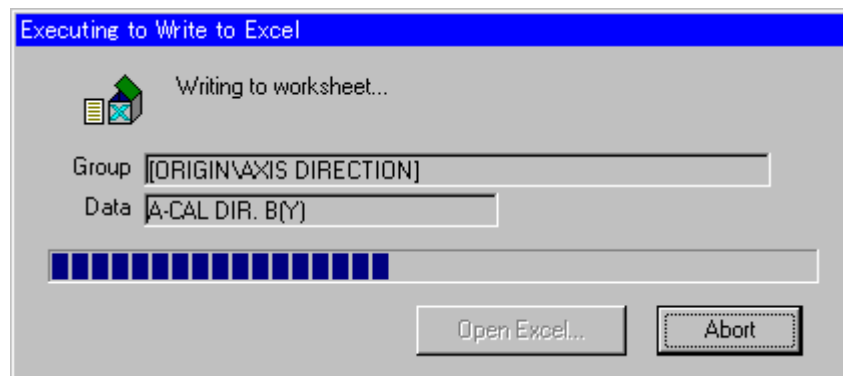 Executing to Write to Excel
Writing to worksheet...
Group [ORIGIN\AXIS DIRECTION]
Data A-CAL DIR. B(Y)
Open Excel... Abort